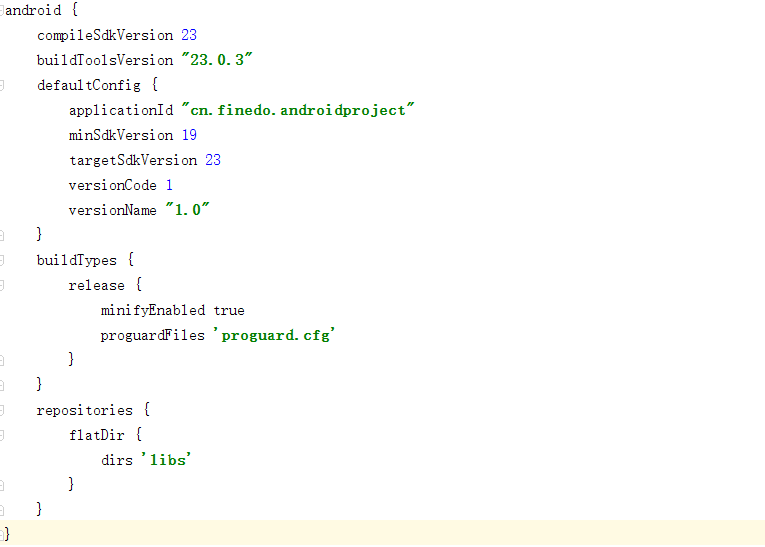 android {
    compileSdkVersion 23
    buildToolsVersion "23.0.3"
    defaultConfig {
        applicationId "cn.finedo.androidproject"
        minSdkVersion 19
        targetSdkVersion 23
        versionCode 1
        versionName "1.0"
    }
    buildTypes {
        release {
            minifyEnabled true
            proguardFiles 'proguard.cfg'
        }
    }
    repositories {
        flatDir {
            dirs 'libs'
        }
    }
}